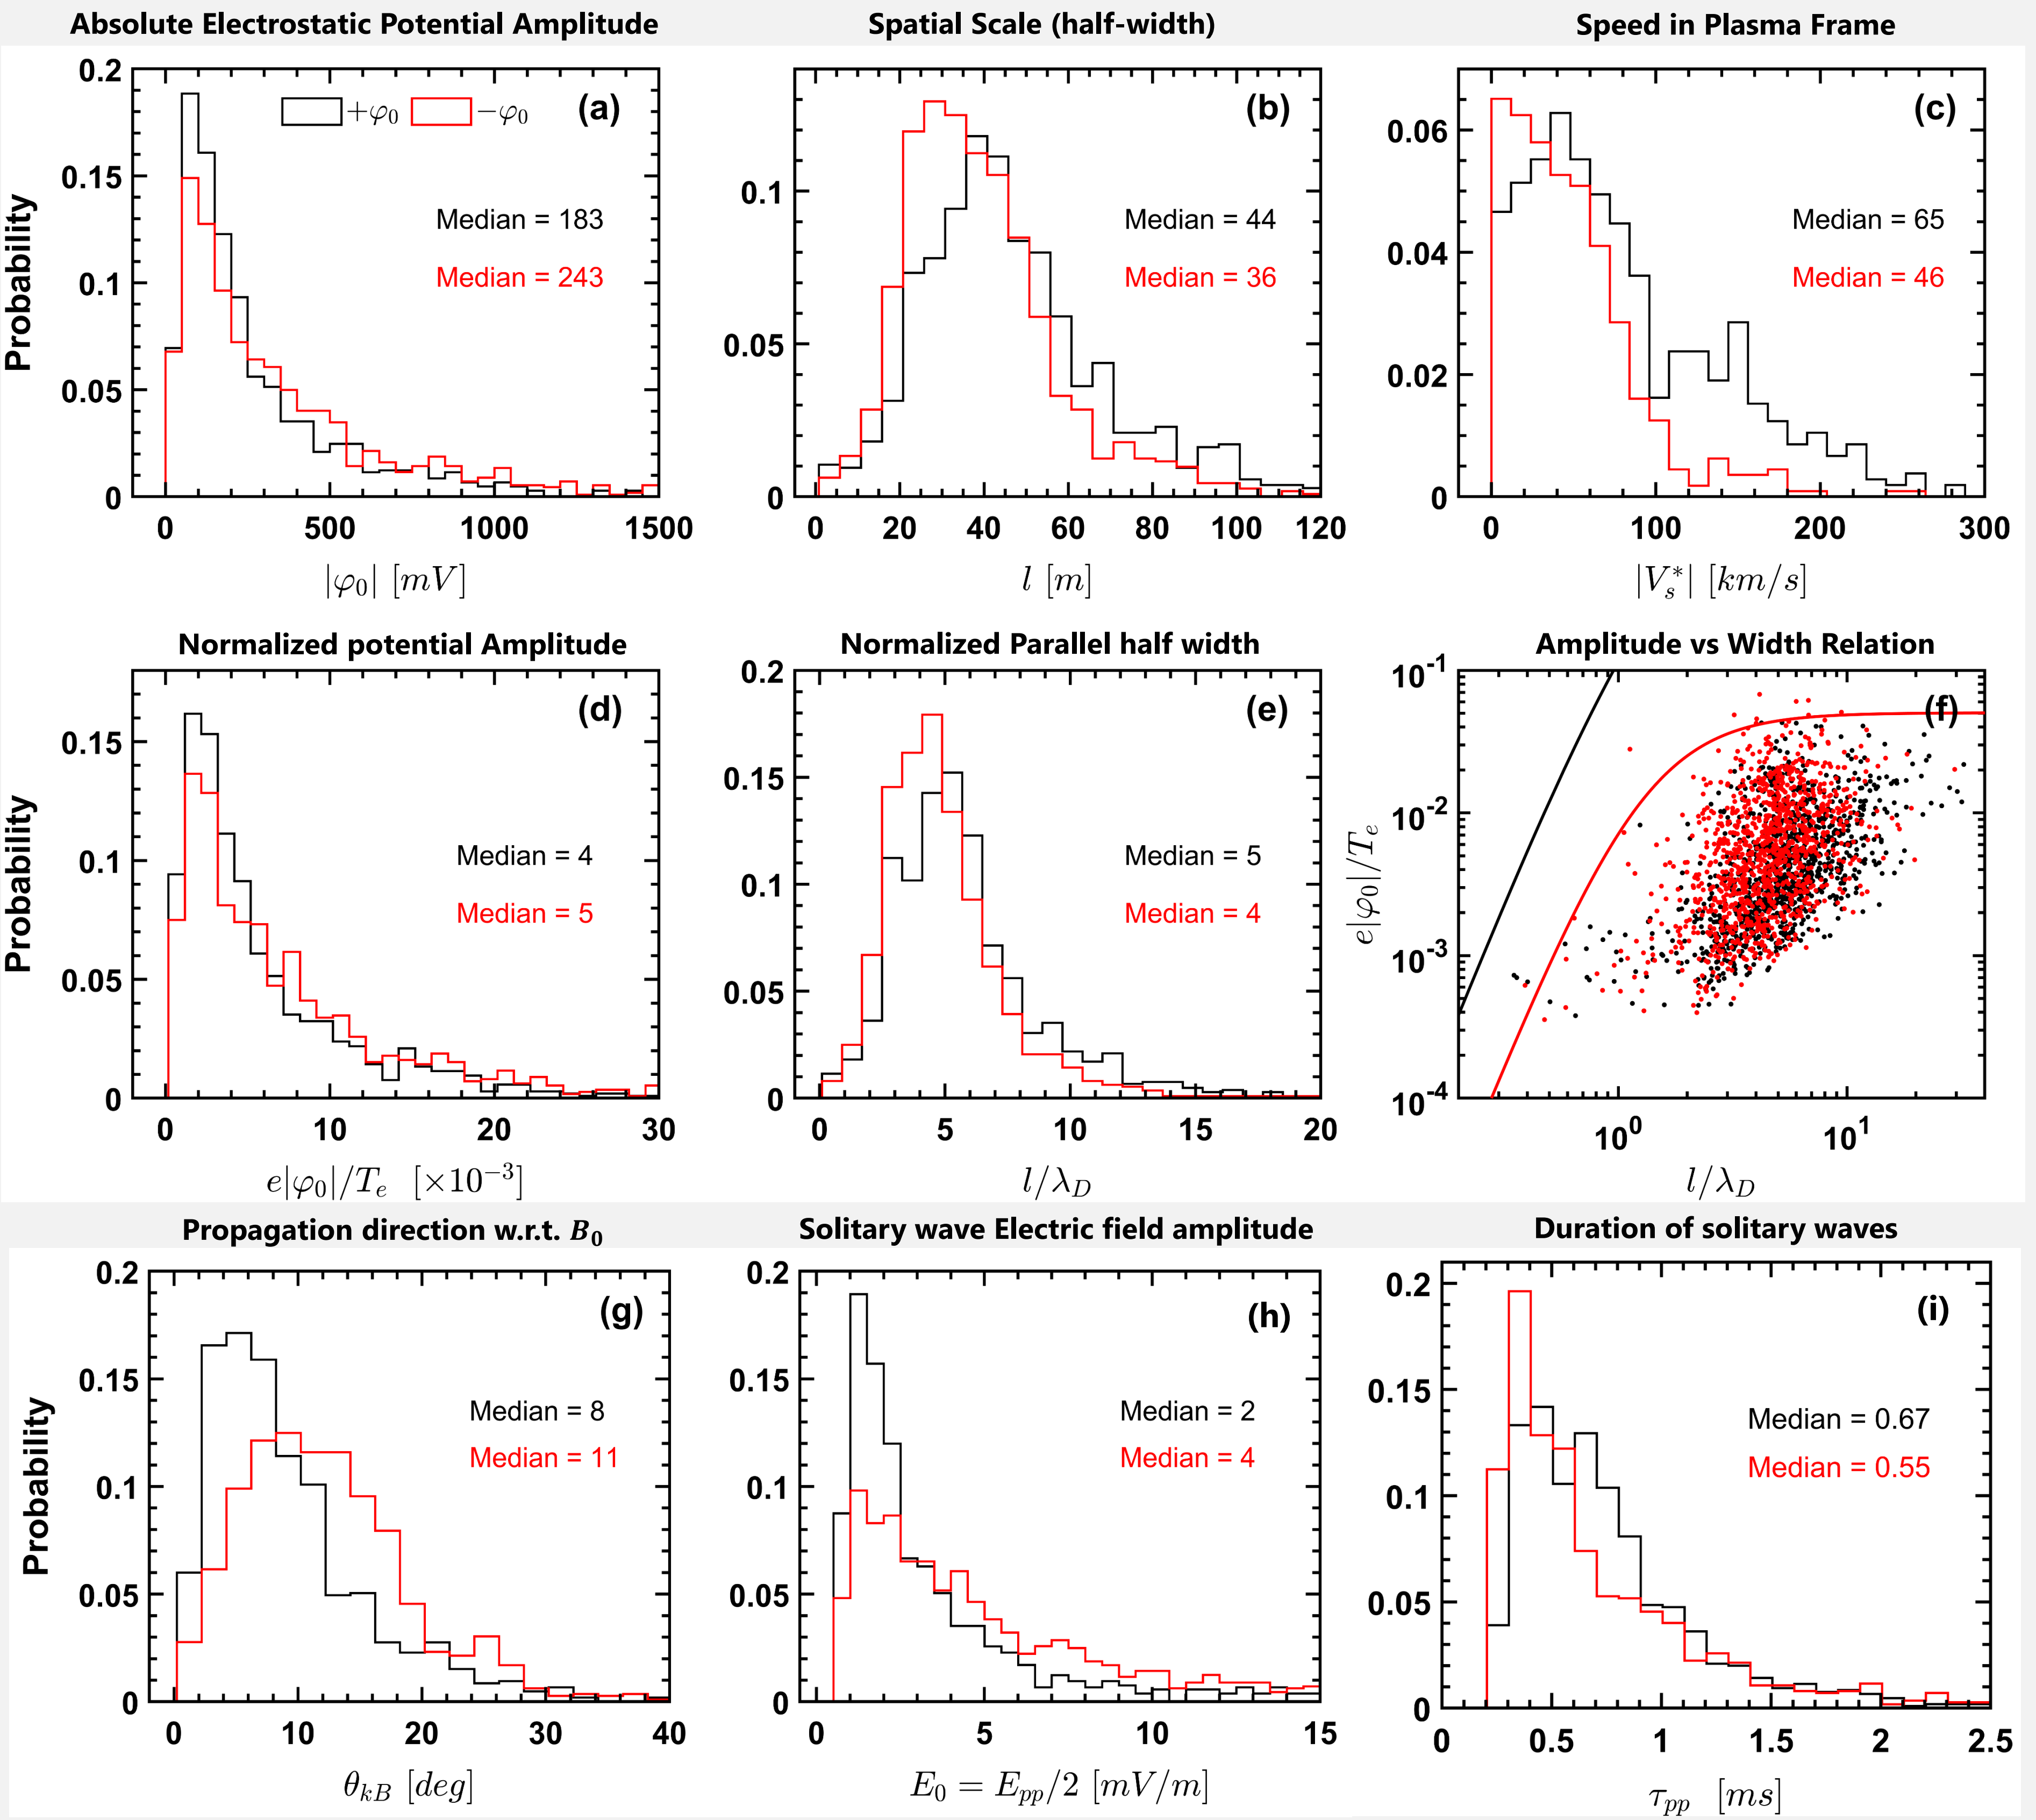 Absolute Electrostatic Potential Amplitude
0.2
0.15
0.1
0.05
0
Probability
+φ₀ −φ₀
(a)
Median = 183
Median = 243
0 500 1000 1500
|φ₀| [mV]
Spatial Scale (half-width)
0.1
0.05
0
(b)
Median = 44
Median = 36
0 20 40 60 80 100 120
l [m]
Speed in Plasma Frame
0.06
0.04
0.02
0
(c)
Median = 65
Median = 46
0 100 200 300
|V*ₛ| [km/s]
Normalized potential Amplitude
0.15
0.1
0.05
0
Probability
(d)
Median = 4
Median = 5
0 10 20 30
e|φ₀|/Tₑ [×10⁻³]
Normalized Parallel half width
0.2
0.15
0.1
0.05
0
(e)
Median = 5
Median = 4
0 5 10 15 20
l/λ_D
Amplitude vs Width Relation
10⁻¹
10⁻²
10⁻³
10⁻⁴
e|φ₀|/Tₑ
(f)
10⁰ 10¹
l/λ_D
Propagation direction w.r.t. B₀
0.2
0.15
0.1
0.05
0
Probability
(g)
Median = 8
Median = 11
0 10 20 30 40
θ_kB [deg]
Solitary wave Electric field amplitude
0.2
0.15
0.1
0.05
0
(h)
Median = 2
Median = 4
0 5 10 15
E₀ = E_pp/2 [mV/m]
Duration of solitary waves
0.2
0.15
0.1
0.05
0
(i)
Median = 0.67
Median = 0.55
0 0.5 1 1.5 2 2.5
τ_pp [ms]